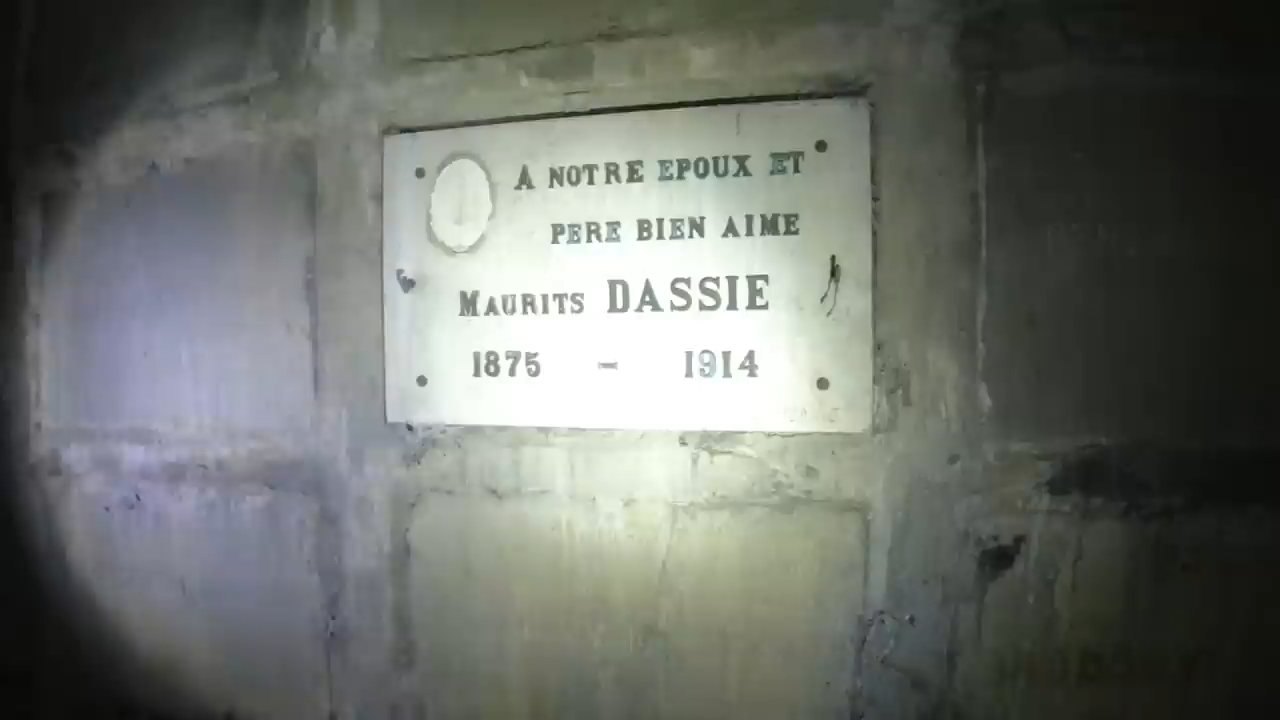 A NOTRE EPOUX ET
PERE BIEN AIME
MAURITS DASSIE
1875 - 1914